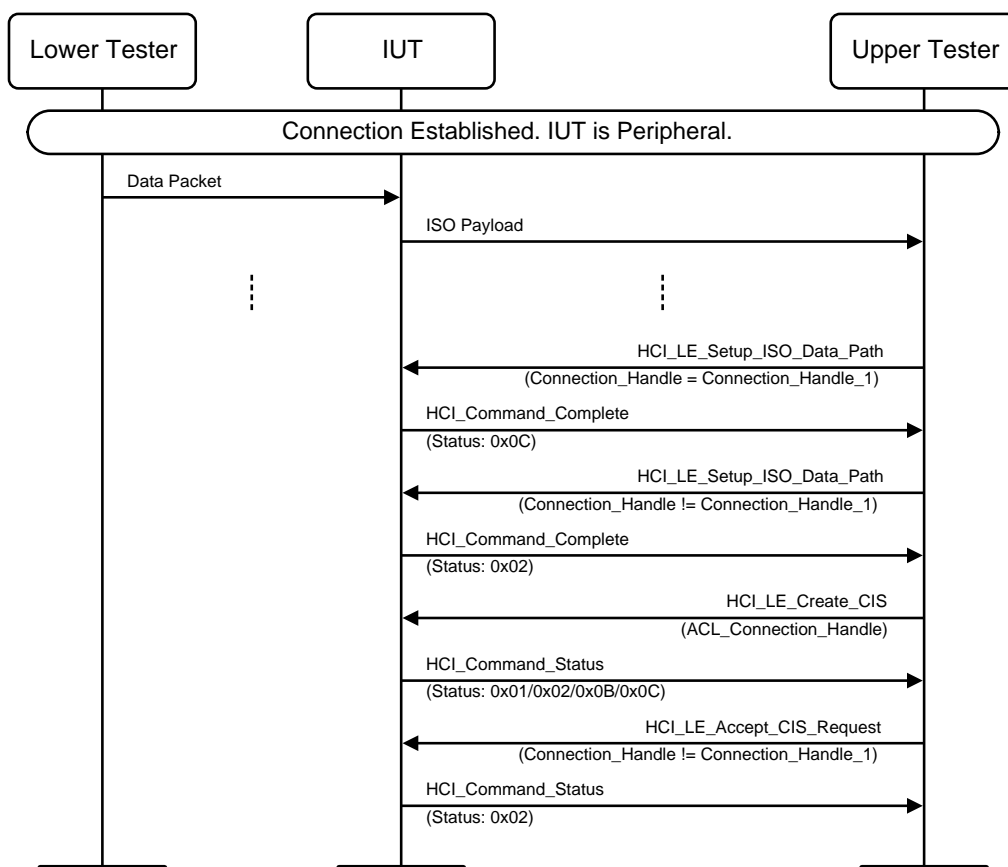 Lower Tester
IUT
Upper Tester
Connection Established. IUT is Peripheral.
Data Packet
ISO Payload
HCI_LE_Setup_ISO_Data_Path
(Connection_Handle = Connection_Handle_1)
HCI_Command_Complete
(Status: 0x0C)
HCI_LE_Setup_ISO_Data_Path
(Connection_Handle != Connection_Handle_1)
HCI_Command_Complete
(Status: 0x02)
HCI_LE_Create_CIS
(ACL_Connection_Handle)
HCI_Command_Status
(Status: 0x01/0x02/0x0B/0x0C)
HCI_LE_Accept_CIS_Request
(Connection_Handle != Connection_Handle_1)
HCI_Command_Status
(Status: 0x02)